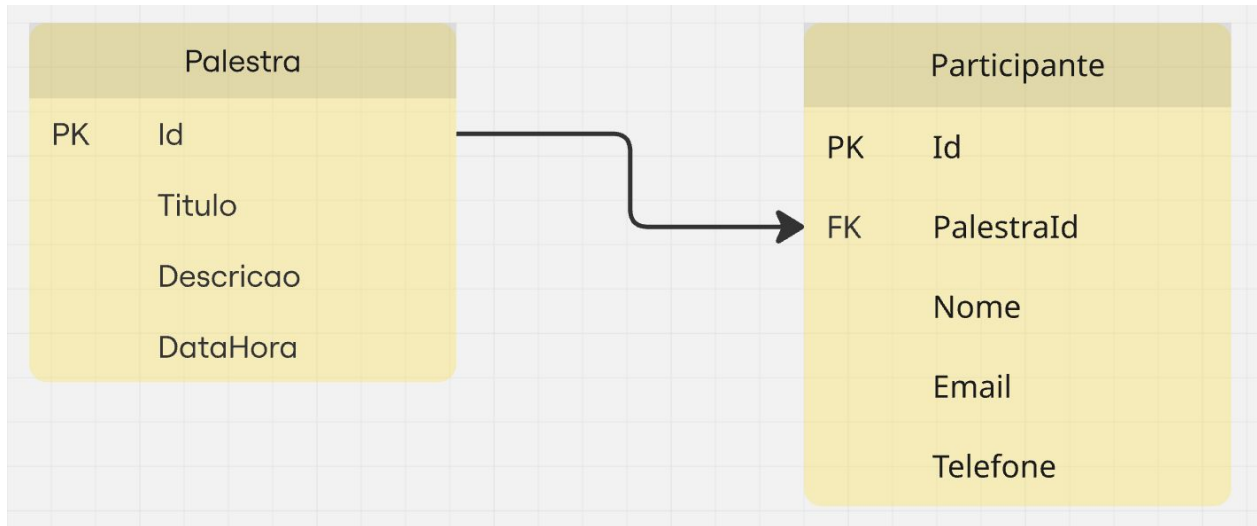 Palestra
PK Id
Titulo
Descricao
DataHora
Participante
PK Id
FK PalestraId
Nome
Email
Telefone